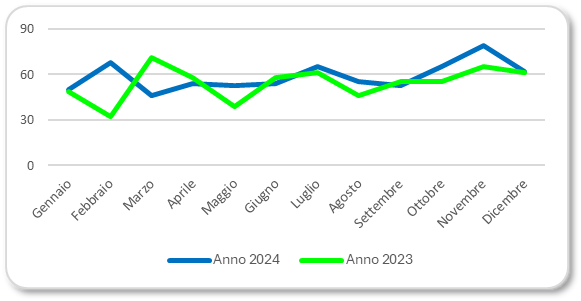 90
60
30
0
Gennaio
Febbraio
Marzo
Aprile
Maggio
Giugno
Luglio
Agosto
Settembre
Ottobre
Novembre
Dicembre
Anno 2024 Anno 2023